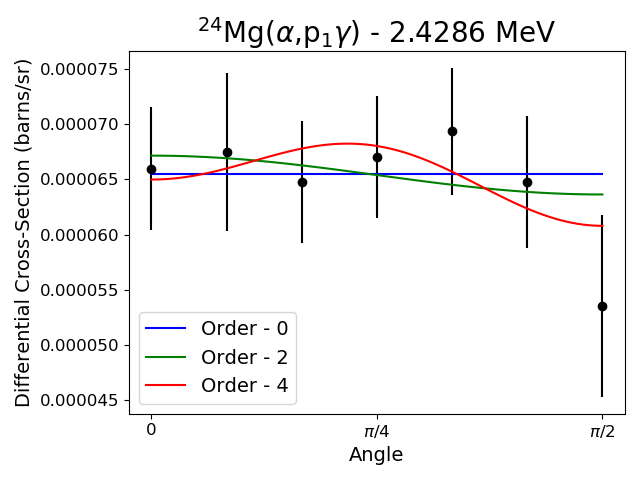 ²⁴Mg(α,p₁γ) - 2.4286 MeV
Differential Cross-Section (barns/sr)
0.000075
0.000070
0.000065
0.000060
0.000055
0.000050
0.000045
Order - 0
Order - 2
Order - 4
0
π/4
π/2
Angle